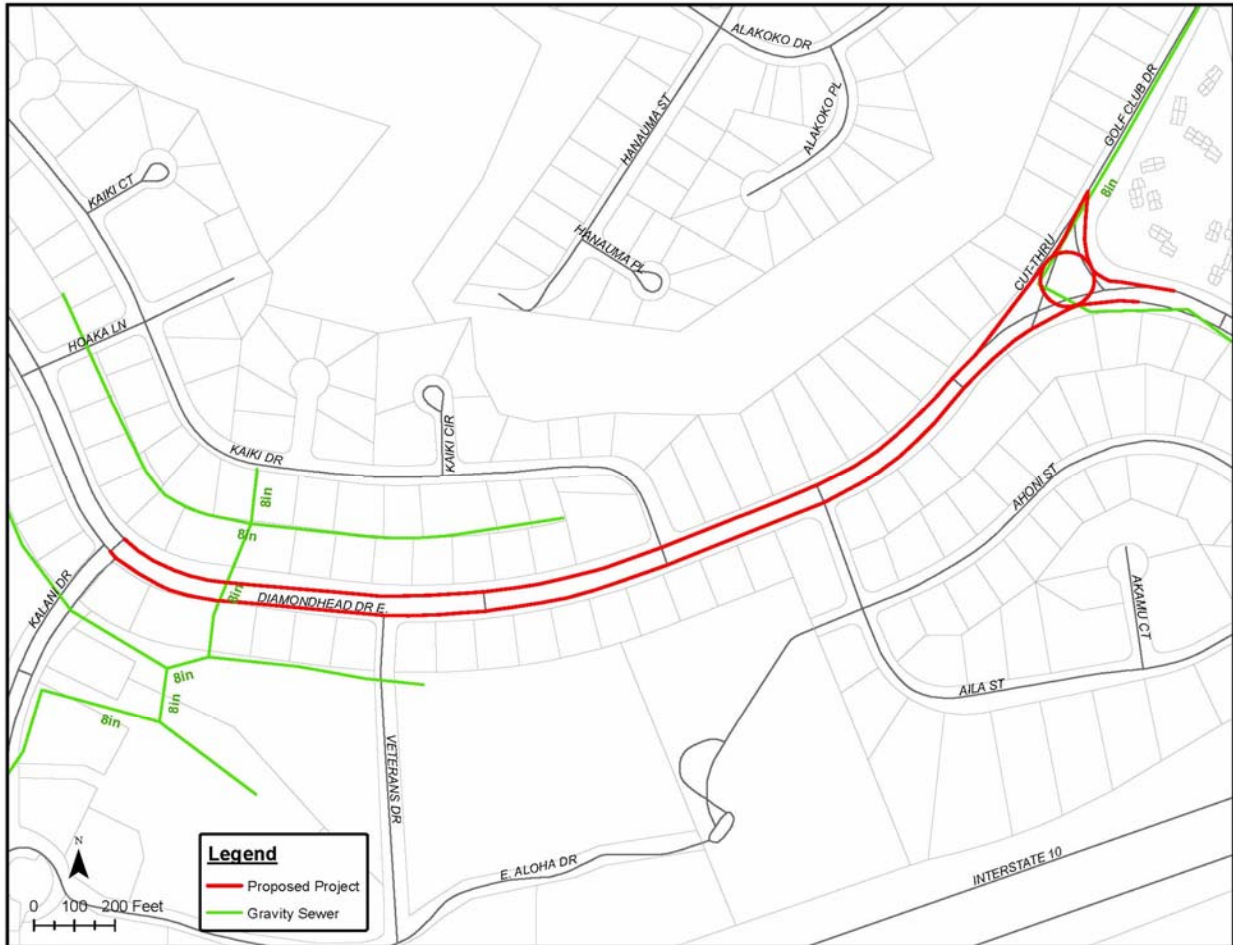 ALAKOKO DR
GOLF CLUB DR
HANAUMA ST
ALAKOKO PL
KAIKI CT
8in
HANAUMA PL
CUT-THRU
HOAKA LN
KAIKI DR
KAIKI CIR
8in
8in
AHONI ST
KALANI DR
8in
DIAMONDHEAD DR E.
AKAMU CT
8in
8in
8in
AILA ST
VETERANS DR
N
E. ALOHA DR
INTERSTATE 10
Legend
Proposed Project
Gravity Sewer
0 100 200 Feet